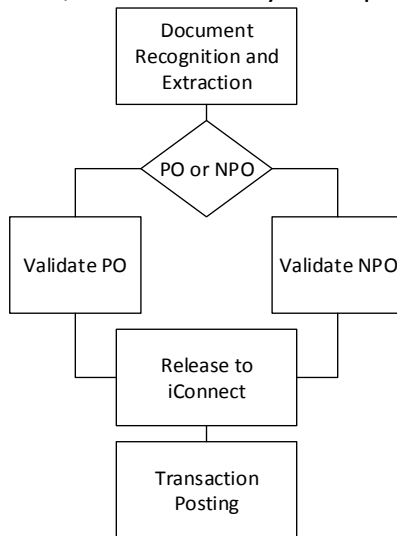 Document
Recognition and
Extraction
PO or NPO
Validate PO
Validate NPO
Release to
iConnect
Transaction
Posting